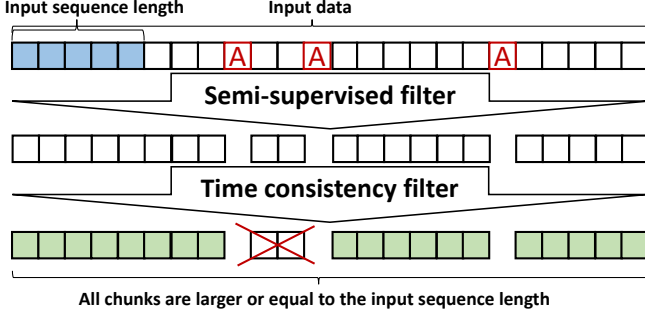 Input sequence length
Input data
A A A
Semi-supervised filter
Time consistency filter
All chunks are larger or equal to the input sequence length